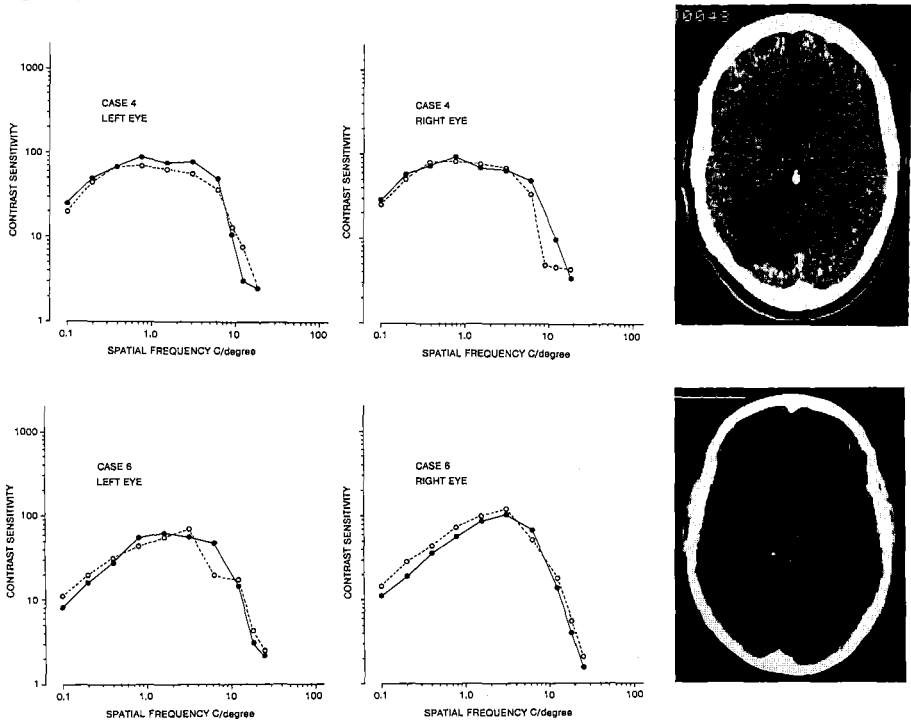 1000
100
10
1
CONTRAST SENSITIVITY
CASE 4
LEFT EYE
0.1 1.0 10 100
SPATIAL FREQUENCY C/degree
CONTRAST SENSITIVITY
CASE 4
RIGHT EYE
0.1 1.0 10 100
SPATIAL FREQUENCY C/degree
1000
100
10
1
CONTRAST SENSITIVITY
CASE 6
LEFT EYE
0.1 1.0 10 100
SPATIAL FREQUENCY C/degree
CONTRAST SENSITIVITY
CASE 6
RIGHT EYE
0.1 1.0 10 100
SPATIAL FREQUENCY C/degree